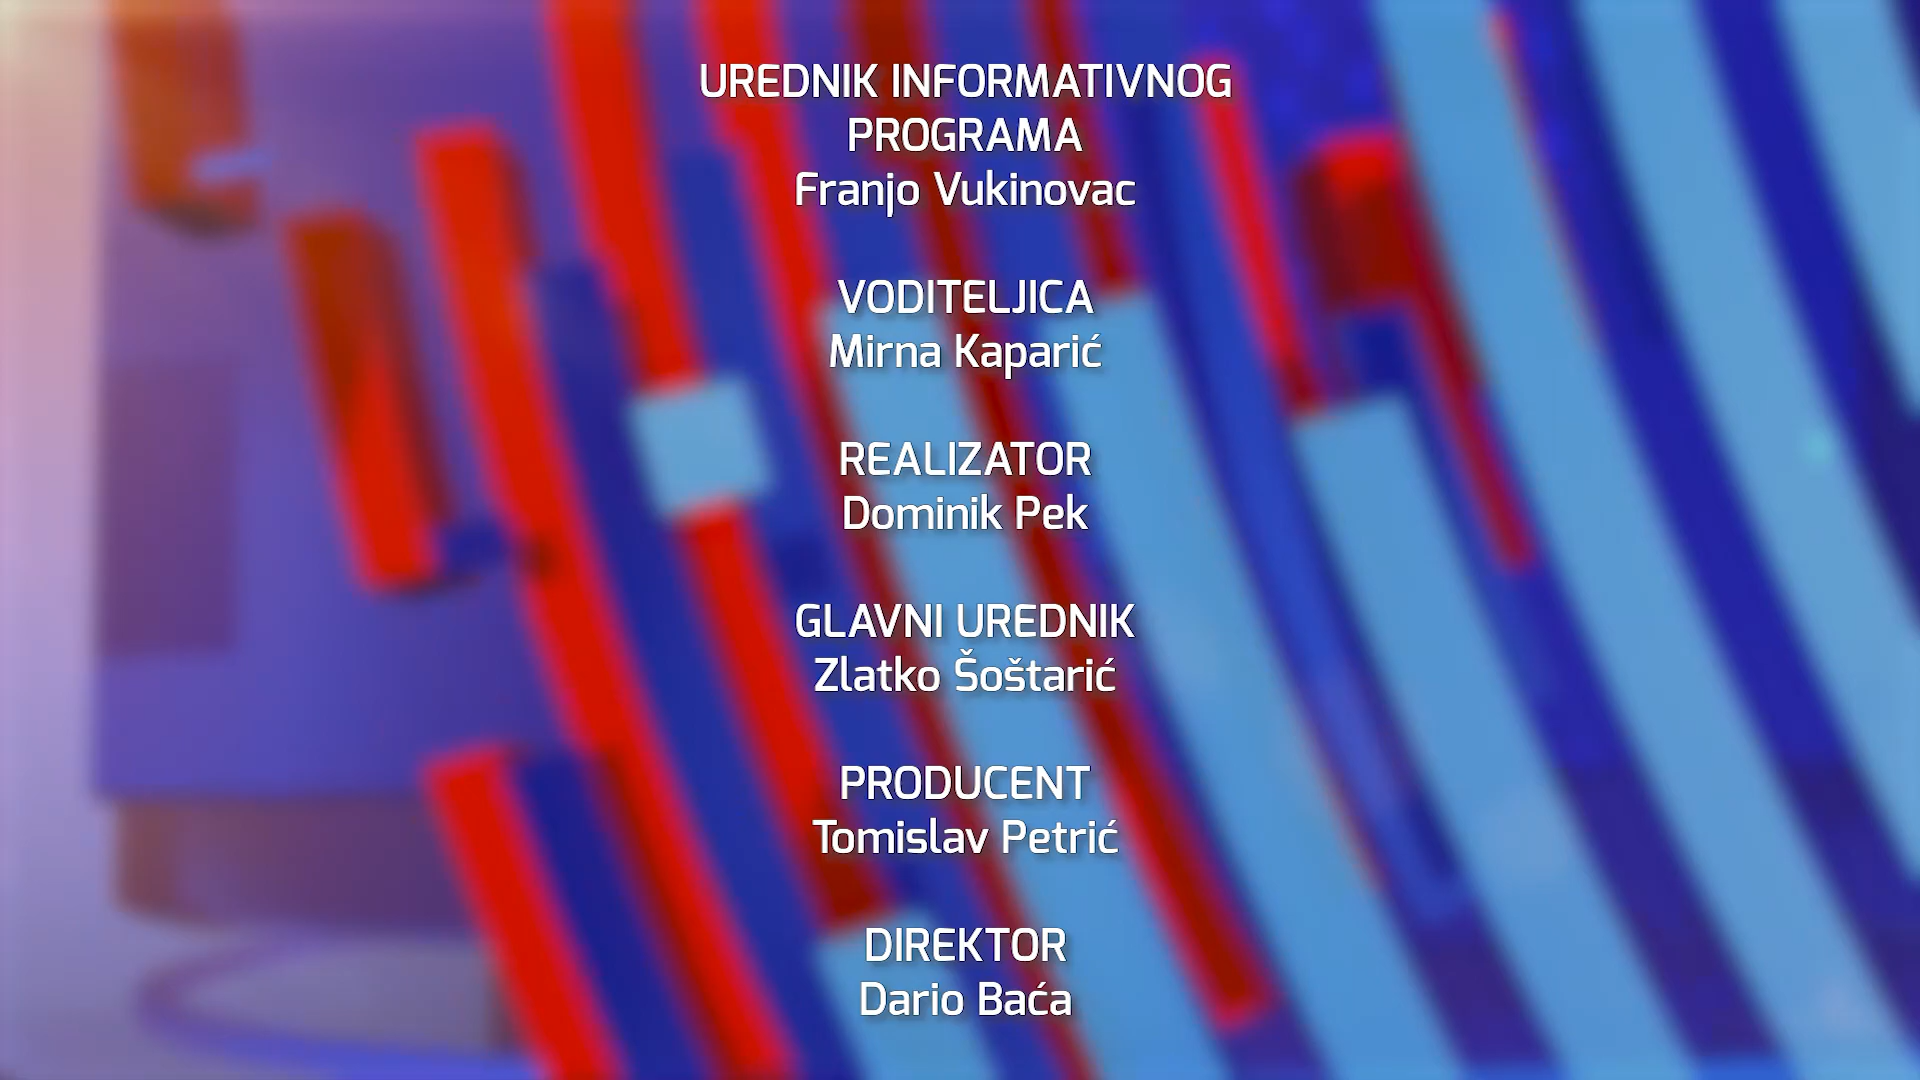 UREDNIK INFORMATIVNOG
PROGRAMA
Franjo Vukinovac
VODITELJICA
Mirna Kaparić
REALIZATOR
Dominik Pek
GLAVNI UREDNIK
Zlatko Šoštarić
PRODUCENT
Tomislav Petrić
DIREKTOR
Dario Baća